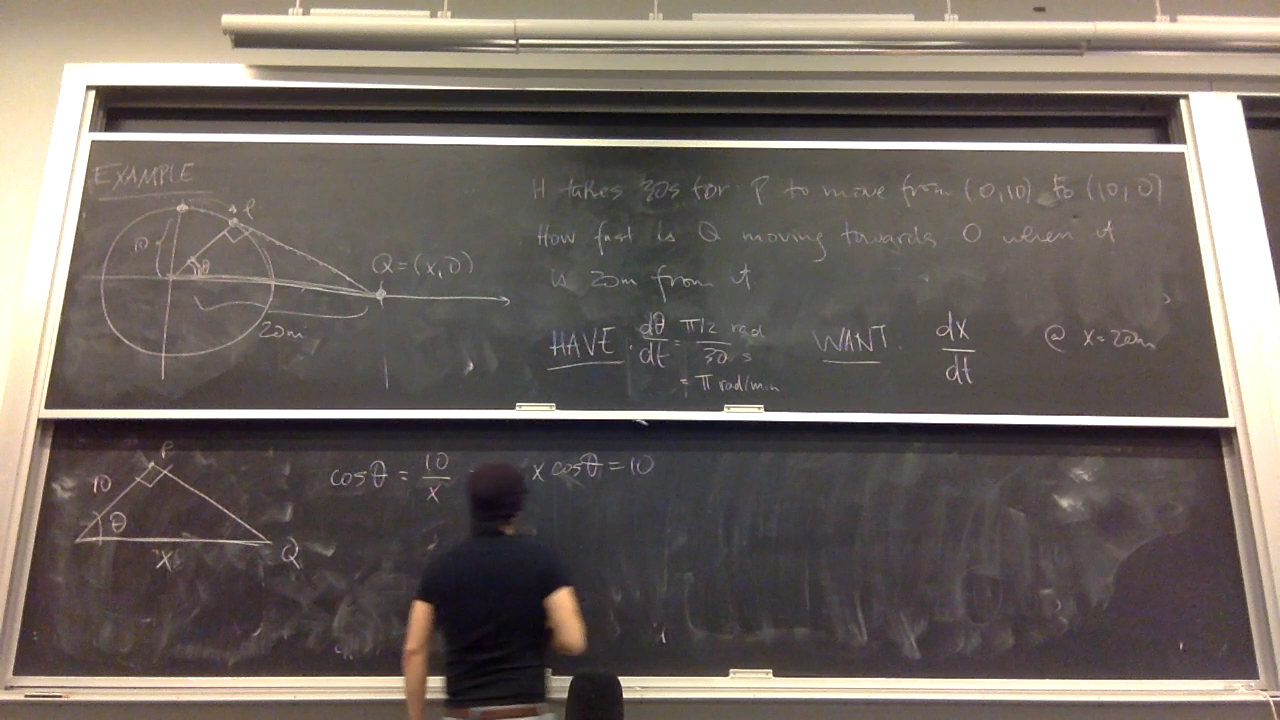 EXAMPLE
P
10
θ
Q=(x,0)
20m
It takes 30s for P to move from (0,10) to (10,0)
How fast is Q moving towards O when it
is 20m from it
HAVE. dθ/dt = π/2 rad / 30 s
= π rad/min
WANT. dx/dt @ x=20m
P
10
θ
x
Q
cosθ = 10/x
x cosθ = 10